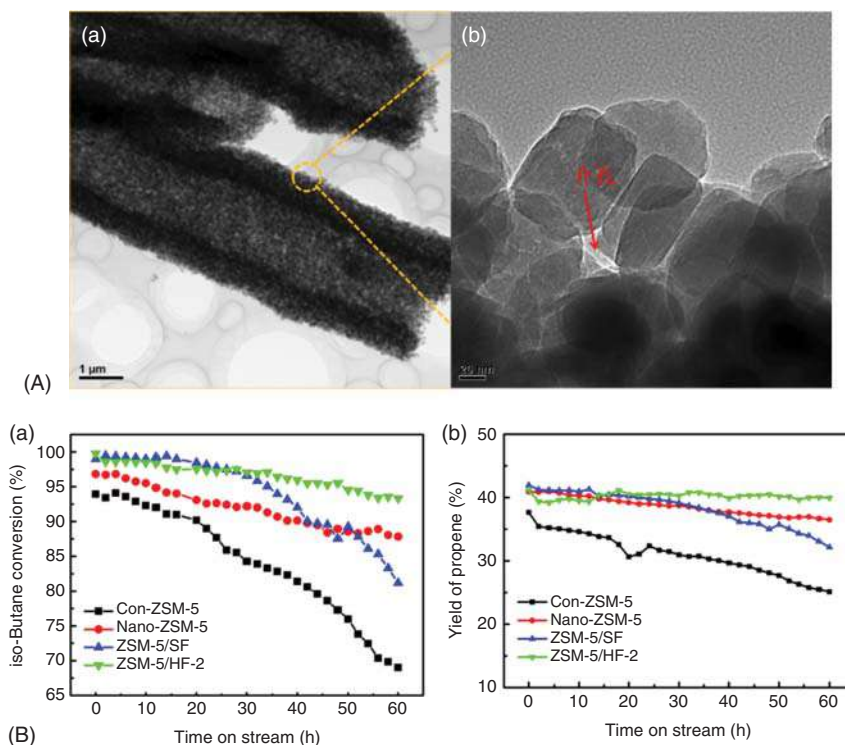 (a)
(b)
1 µm
20 nm
(A)
(a)
iso-Butane conversion (%)
100
95
90
85
80
75
70
65
Con-ZSM-5
Nano-ZSM-5
ZSM-5/SF
ZSM-5/HF-2
0 10 20 30 40 50 60
Time on stream (h)
(b)
Yield of propene (%)
50
40
30
20
10
Con-ZSM-5
Nano-ZSM-5
ZSM-5/SF
ZSM-5/HF-2
0 10 20 30 40 50 60
Time on stream (h)
(B)